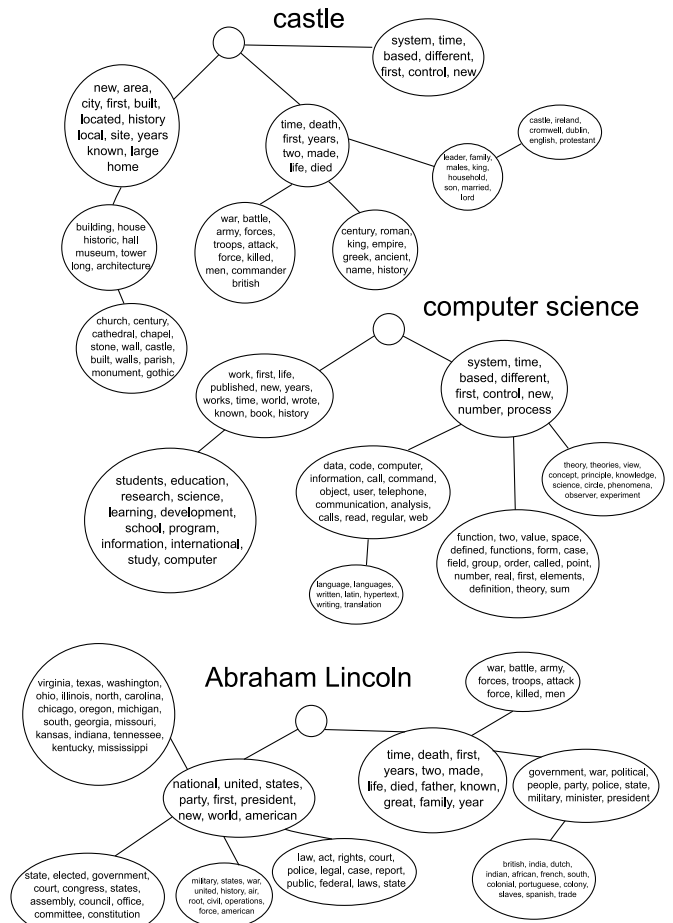 castle
system, time,
based, different,
first, control, new
new, area,
city, first, built,
located, history
local, site, years
known, large
home
time, death,
first, years,
two, made,
life, died
castle, ireland,
cromwell, dublin,
english, protestant
leader, family,
males, king,
household,
son, married,
lord
building, house
historic, hall
museum, tower
long, architecture
war, battle,
army, forces,
troops, attack,
force, killed,
men, commander
british
century, roman,
king, empire,
greek, ancient,
name, history
church, century,
cathedral, chapel,
stone, wall, castle,
built, walls, parish,
monument, gothic
computer science
work, first, life,
published, new, years,
works, time, world, wrote,
known, book, history
system, time,
based, different,
first, control, new,
number, process
students, education,
research, science,
learning, development,
school, program,
information, international,
study, computer
data, code, computer,
information, call, command,
object, user, telephone,
communication, analysis,
calls, read, regular, web
theory, theories, view,
concept, principle, knowledge,
science, circle, phenomena,
observer, experiment
function, two, value, space,
defined, functions, form, case,
field, group, order, called, point,
number, real, first, elements,
definition, theory, sum
language, languages,
written, latin, hypertext,
writing, translation
Abraham Lincoln
virginia, texas, washington,
ohio, illinois, north, carolina,
chicago, oregon, michigan,
south, georgia, missouri,
kansas, indiana, tennessee,
kentucky, mississippi
war, battle, army,
forces, troops, attack
force, killed, men
national, united, states,
party, first, president,
new, world, american
time, death, first,
years, two, made,
life, died, father, known,
great, family, year
government, war, political,
people, party, police, state,
military, minister, president
state, elected, government,
court, congress, states,
assembly, council, office,
committee, constitution
military, states, war,
united, history, air,
root, civil, operations,
force, american
law, act, rights, court,
police, legal, case, report,
public, federal, laws, state
british, india, dutch,
indian, african, french, south,
colonial, portuguese, colony,
slaves, spanish, trade